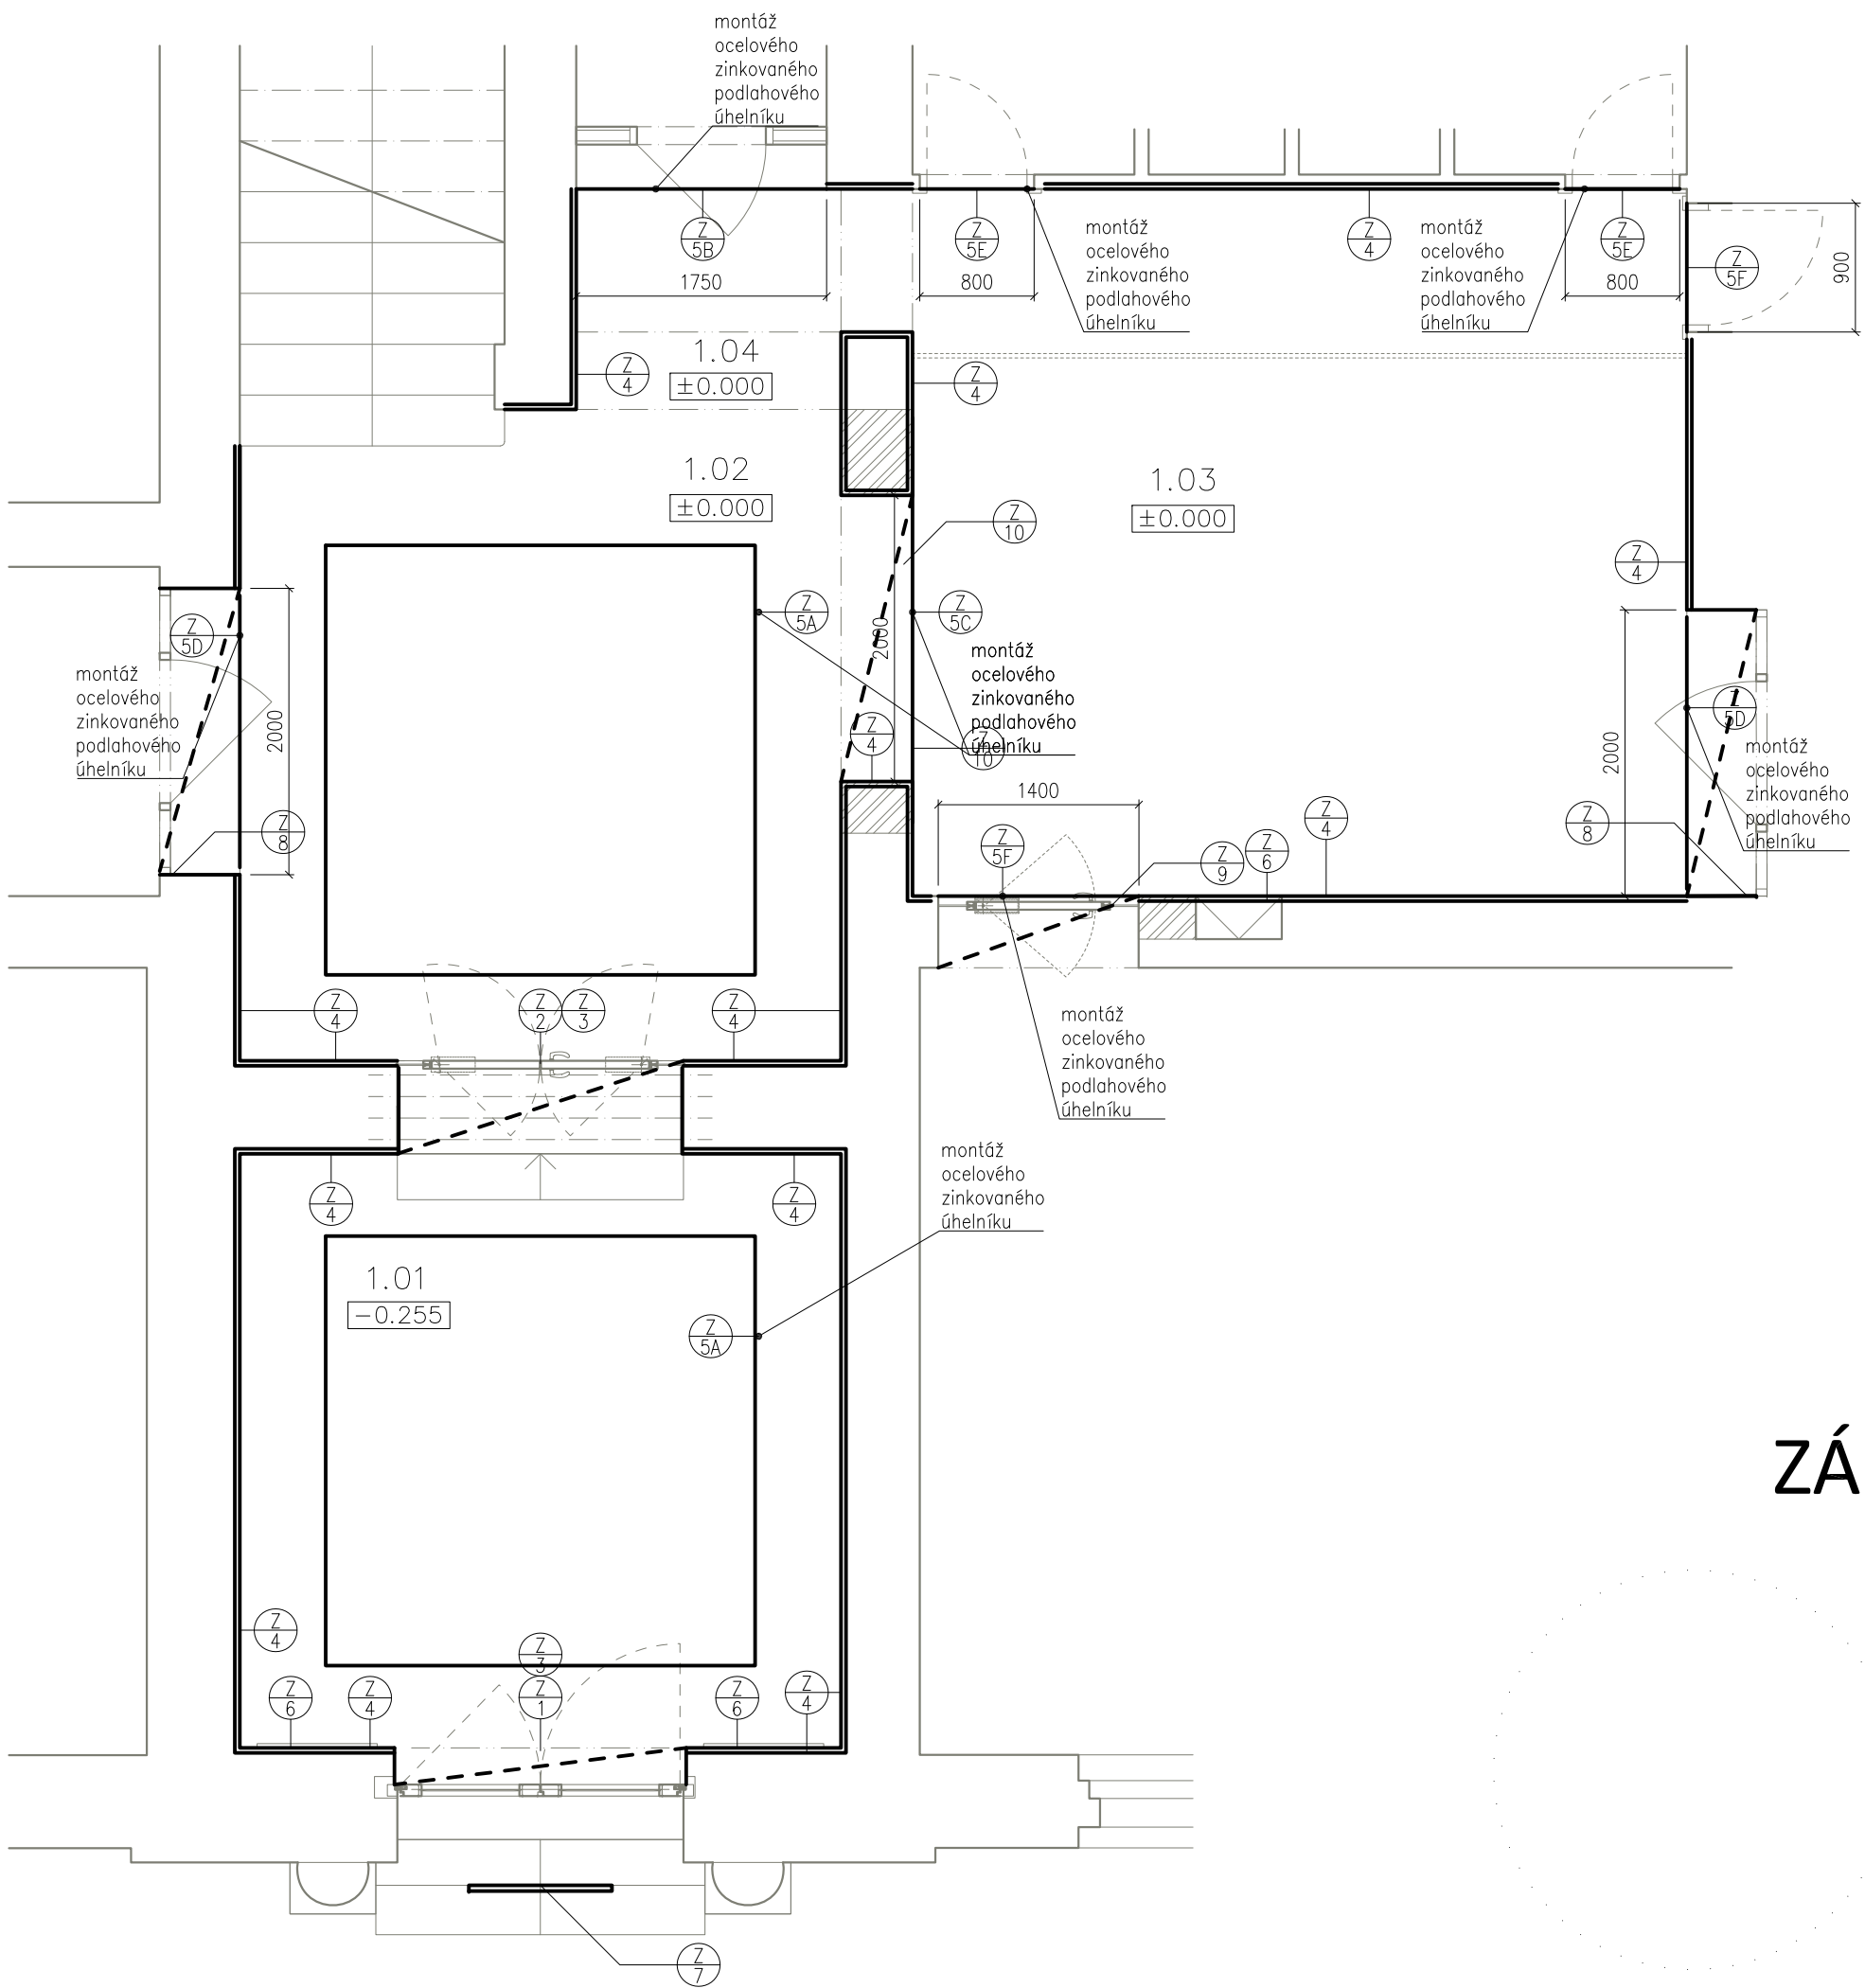 montáž
ocelového
zinkovaného
podlahového
úhelníku
Z
5B
1750
Z
5E
800
montáž
ocelového
zinkovaného
podlahového
úhelníku
Z
4
montáž
ocelového
zinkovaného
podlahového
úhelníku
Z
5E
800
Z
5F
900
Z
4
1.04
±0.000
Z
4
1.02
±0.000
1.03
±0.000
Z
10
Z
4
Z
5A
2000
Z
5C
montáž
ocelového
zinkovaného
podlahového
úhelníku
Z
4
Z
10
Z
5D
montáž
ocelového
zinkovaného
podlahového
úhelníku
2000
Z
8
2000
Z
5D
montáž
ocelového
zinkovaného
podlahového
úhelníku
Z
8
1400
Z
5F
Z
9
Z
6
Z
4
Z
4
Z
2
Z
3
Z
4
montáž
ocelového
zinkovaného
podlahového
úhelníku
Z
4
Z
4
montáž
ocelového
zinkovaného
úhelníku
1.01
-0.255
Z
5A
ZÁ
Z
4
Z
3
Z
1
Z
6
Z
4
Z
6
Z
4
Z
7